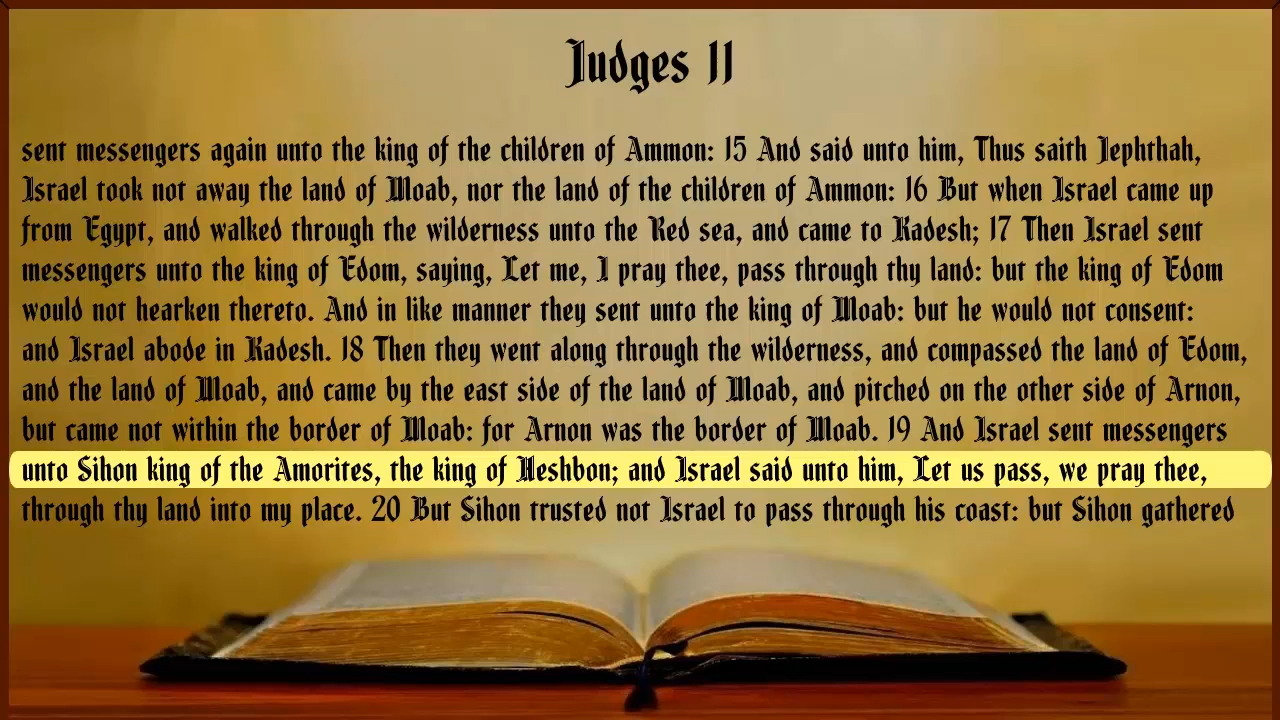 Judges 11
sent messengers again unto the king of the children of Ammon: 15 And said unto him, Thus saith Jephthah,
Israel took not away the land of Moab, nor the land of the children of Ammon: 16 But when Israel came up
from Egypt, and walked through the wilderness unto the Red sea, and came to Kadesh; 17 Then Israel sent
messengers unto the king of Edom, saying, Let me, I pray thee, pass through thy land: but the king of Edom
would not hearken thereto. And in like manner they sent unto the king of Moab: but he would not consent:
and Israel abode in Kadesh. 18 Then they went along through the wilderness, and compassed the land of Edom,
and the land of Moab, and came by the east side of the land of Moab, and pitched on the other side of Arnon,
but came not within the border of Moab: for Arnon was the border of Moab. 19 And Israel sent messengers
unto Sihon king of the Amorites, the king of Heshbon; and Israel said unto him, Let us pass, we pray thee,
through thy land into my place. 20 But Sihon trusted not Israel to pass through his coast: but Sihon gathered